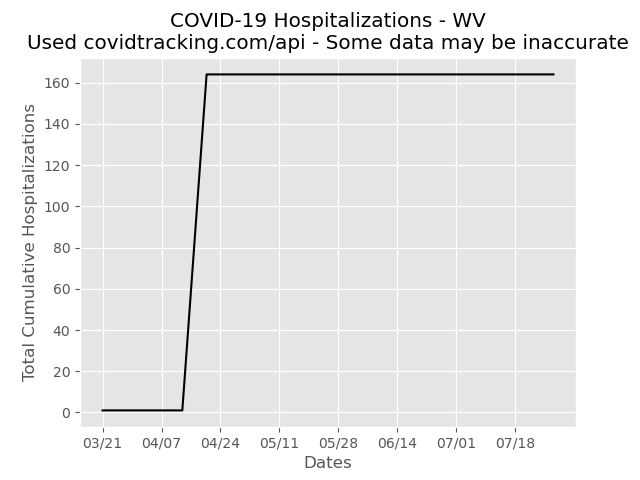 COVID-19 Hospitalizations - WV
Used covidtracking.com/api - Some data may be inaccurate
Total Cumulative Hospitalizations
160
140
120
100
80
60
40
20
0
03/21 04/07 04/24 05/11 05/28 06/14 07/01 07/18
Dates